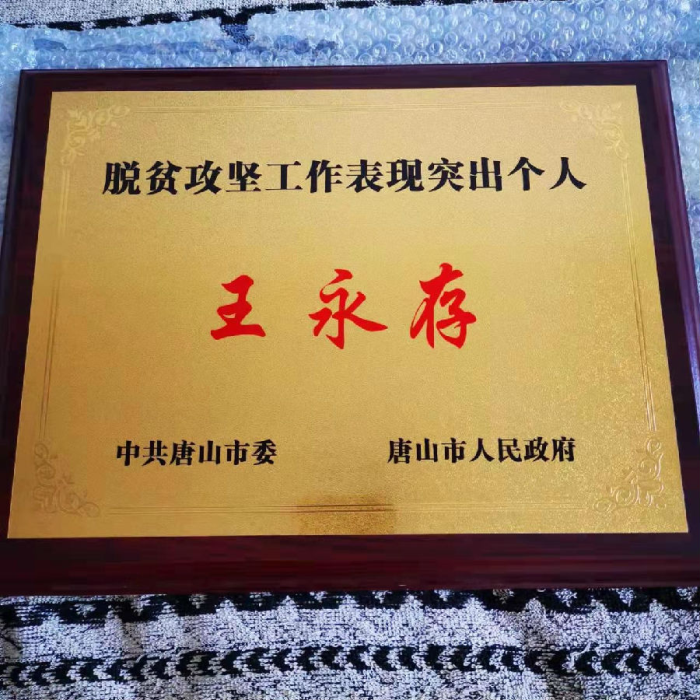 脱贫攻坚工作表现突出个人
王永存
中共唐山市委 唐山市人民政府